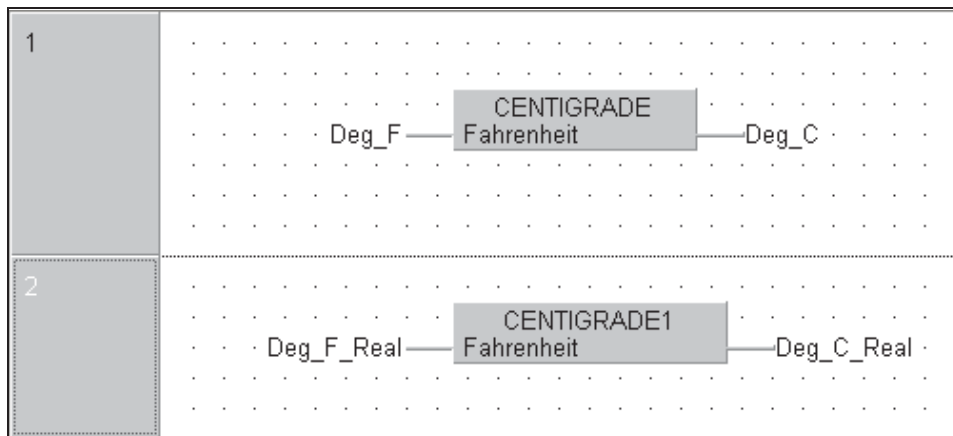 1
CENTIGRADE
Deg_F Fahrenheit Deg_C
2
CENTIGRADE1
Deg_F_Real Fahrenheit Deg_C_Real